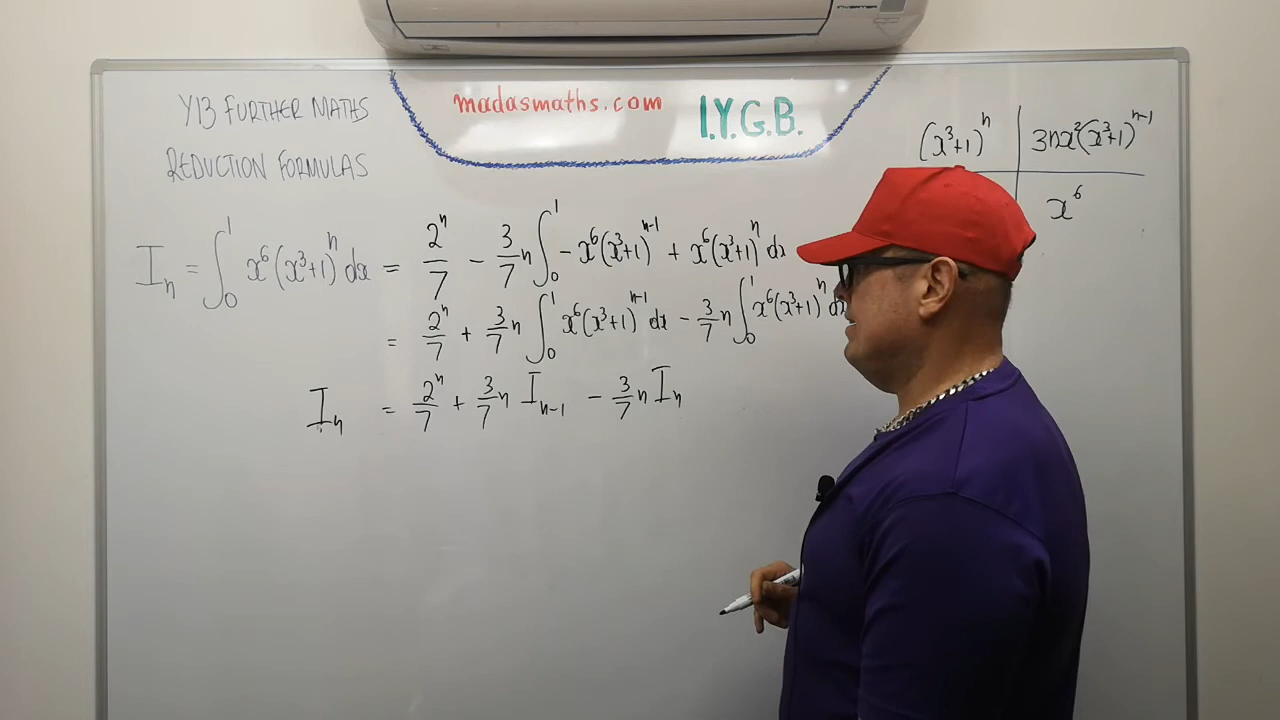 Y13 FURTHER MATHS
REDUCTION FORMULAS
madasmaths.com
I.Y.G.B.
(x³+1)ⁿ | 3nx²(x³+1)ⁿ⁻¹
x⁶
Iₙ = ∫₀¹ x⁶(x³+1)ⁿ dx = 2ⁿ/7 − 3/7 n ∫₀¹ −x⁶(x³+1)ⁿ⁻¹ + x⁶(x³+1)ⁿ dx
= 2ⁿ/7 + 3/7 n ∫₀¹ x⁶(x³+1)ⁿ⁻¹ dx − 3/7 n ∫₀¹ x⁶(x³+1)ⁿ dx
Iₙ = 2ⁿ/7 + 3/7 n Iₙ₋₁ − 3/7 n Iₙ